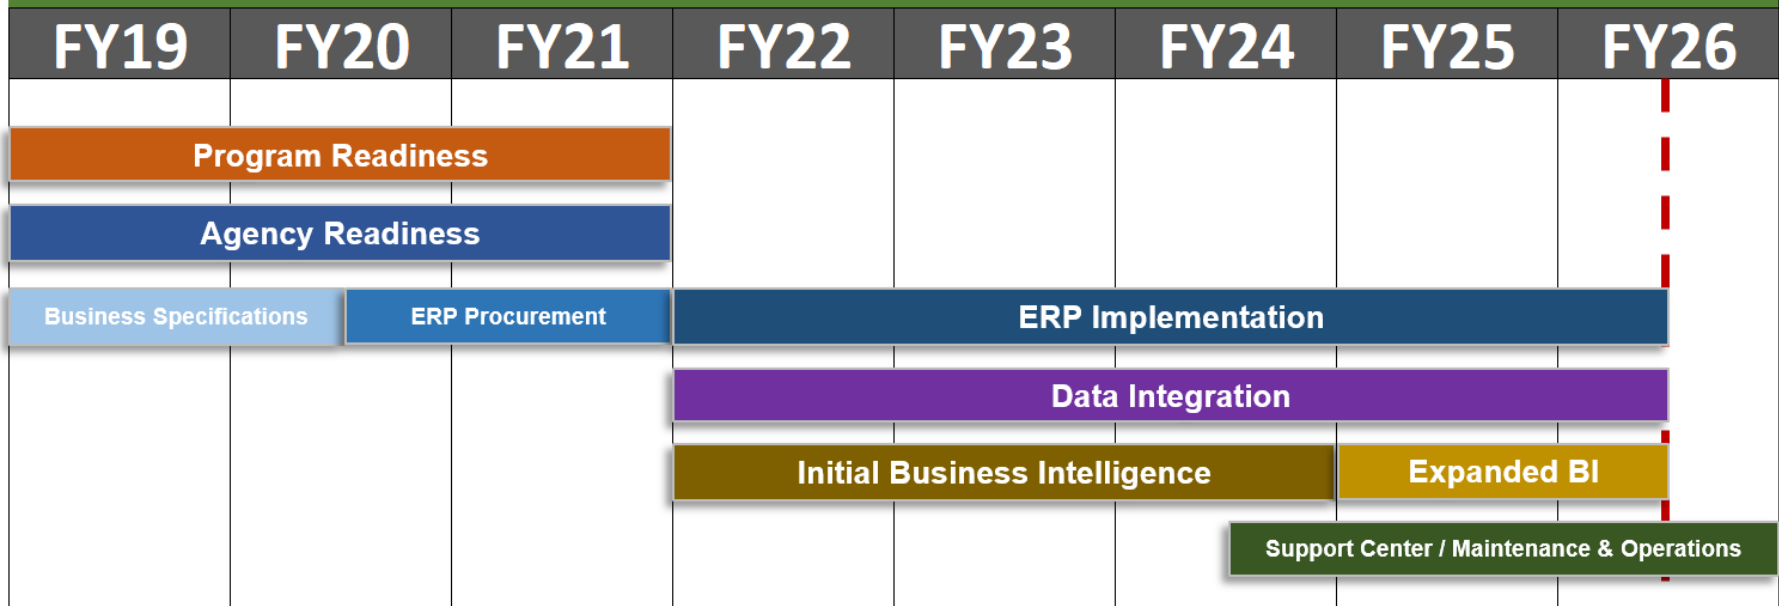 FY19 FY20 FY21 FY22 FY23 FY24 FY25 FY26
Program Readiness
Agency Readiness
Business Specifications ERP Procurement ERP Implementation
Data Integration
Initial Business Intelligence Expanded BI
Support Center / Maintenance & Operations